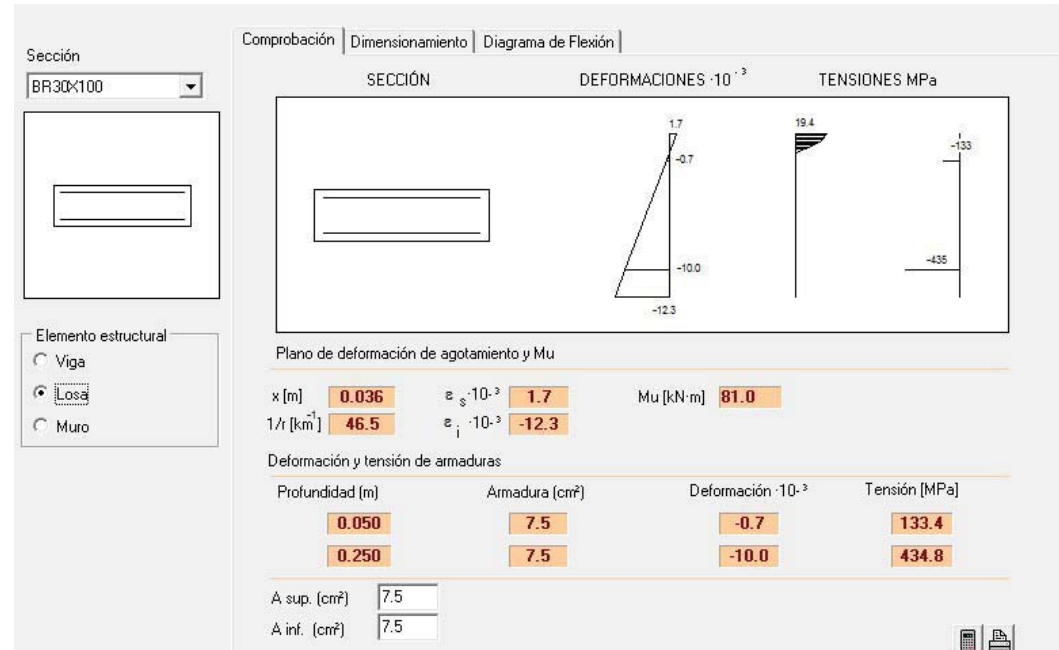 Sección
BR30X100
Elemento estructural
Viga
Losa
Muro
Comprobación Dimensionamiento Diagrama de Flexión
SECCIÓN DEFORMACIONES ·10⁻³ TENSIONES MPa
1.7
-0.7
-10.0
-12.3
19.4
-133
-435
Plano de deformación de agotamiento y Mu
x [m] 0.036 ε s ·10-³ 1.7 Mu [kN·m] 81.0
1/r [km⁻¹] 46.5 ε i ·10-³ -12.3
Deformación y tensión de armaduras
Profundidad (m) Armadura (cm²) Deformación ·10-³ Tensión [MPa]
0.050 7.5 -0.7 133.4
0.250 7.5 -10.0 434.8
A sup. (cm²) 7.5
A inf. (cm²) 7.5